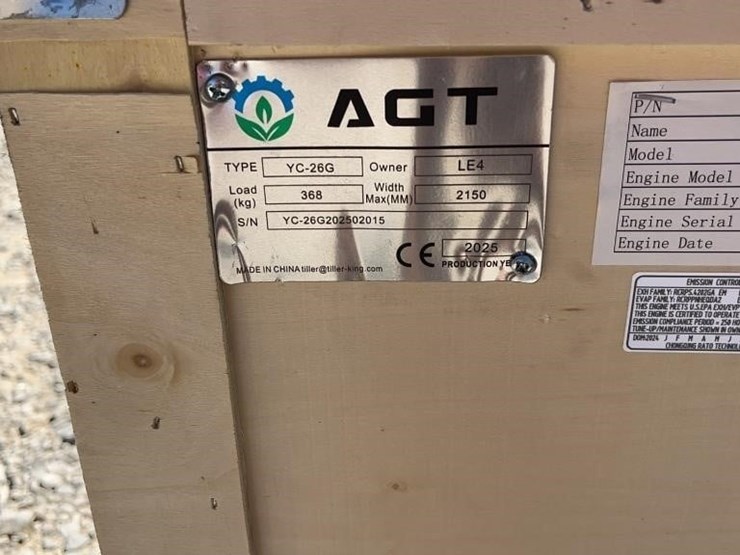 AGT
TYPE YC-26G Owner LE4
Load (kg) 368 Width Max(MM) 2150
S/N YC-26G202502015
2025
CE PRODUCTION YE
MADE IN CHINA tiller@tiller-king.com
P/N
Name
Model
Engine Model
Engine Family
Engine Serial
Engine Date
EMISSION CONTRO
EXH FAMILY: RCRPS.4202GA EM
EVAP FAMILY:
THIS ENGINE MEETS U.S.EPA EXH/EVP
THIS ENGINE IS CERTIFIED TO OPERATE
EMISSION COMPLIANCE PERIOD = 250 HO
TUNE-UP/MAINTENANCE SHOWN IN OWN
DOM:2024 J F M A M J
CHONGQING RATO TECHNOL